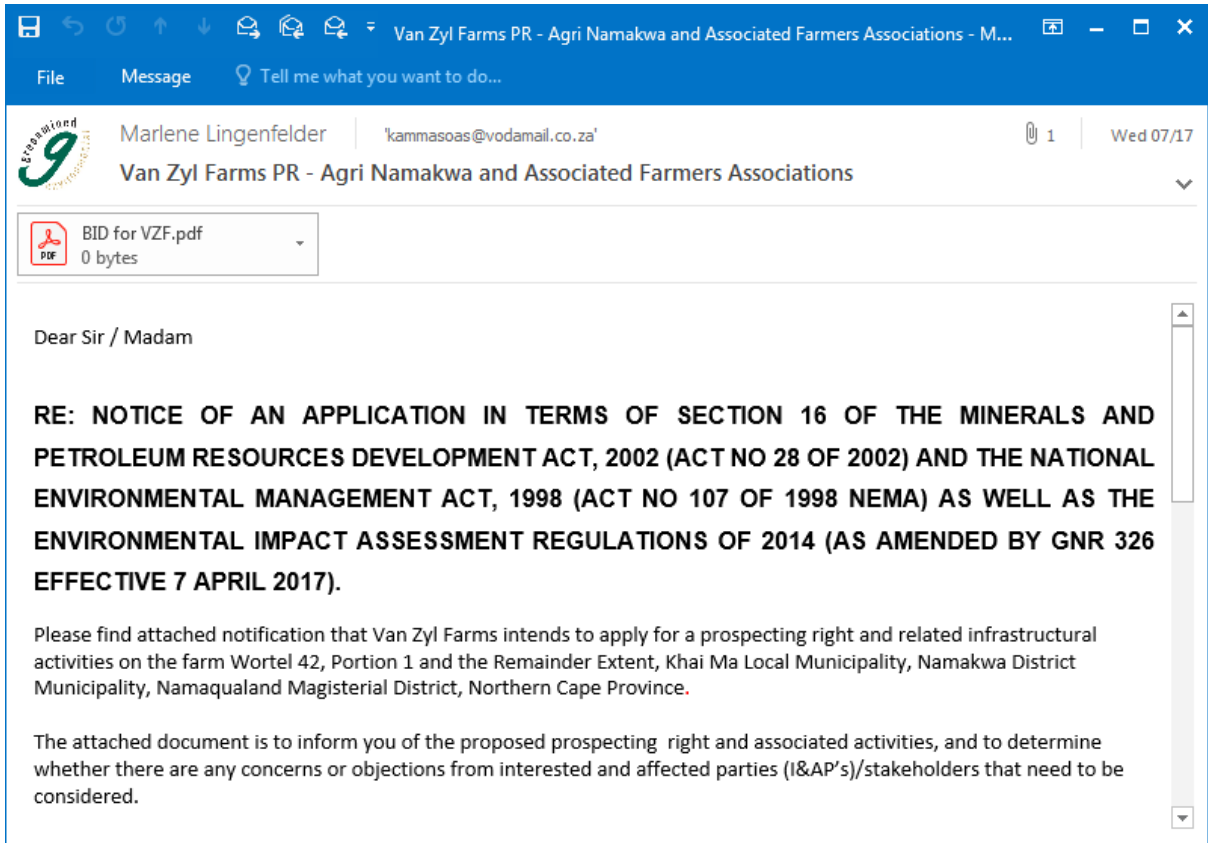 Van Zyl Farms PR - Agri Namakwa and Associated Farmers Associations - M...
File Message Tell me what you want to do...
Marlene Lingenfelder 'kammasoas@vodamail.co.za' 1 Wed 07/17
Van Zyl Farms PR - Agri Namakwa and Associated Farmers Associations
BID for VZF.pdf
PDF
0 bytes
Dear Sir / Madam
RE: NOTICE OF AN APPLICATION IN TERMS OF SECTION 16 OF THE MINERALS AND
PETROLEUM RESOURCES DEVELOPMENT ACT, 2002 (ACT NO 28 OF 2002) AND THE NATIONAL
ENVIRONMENTAL MANAGEMENT ACT, 1998 (ACT NO 107 OF 1998 NEMA) AS WELL AS THE
ENVIRONMENTAL IMPACT ASSESSMENT REGULATIONS OF 2014 (AS AMENDED BY GNR 326
EFFECTIVE 7 APRIL 2017).
Please find attached notification that Van Zyl Farms intends to apply for a prospecting right and related infrastructural
activities on the farm Wortel 42, Portion 1 and the Remainder Extent, Khai Ma Local Municipality, Namakwa District
Municipality, Namaqualand Magisterial District, Northern Cape Province.
The attached document is to inform you of the proposed prospecting right and associated activities, and to determine
whether there are any concerns or objections from interested and affected parties (I&AP's)/stakeholders that need to be
considered.